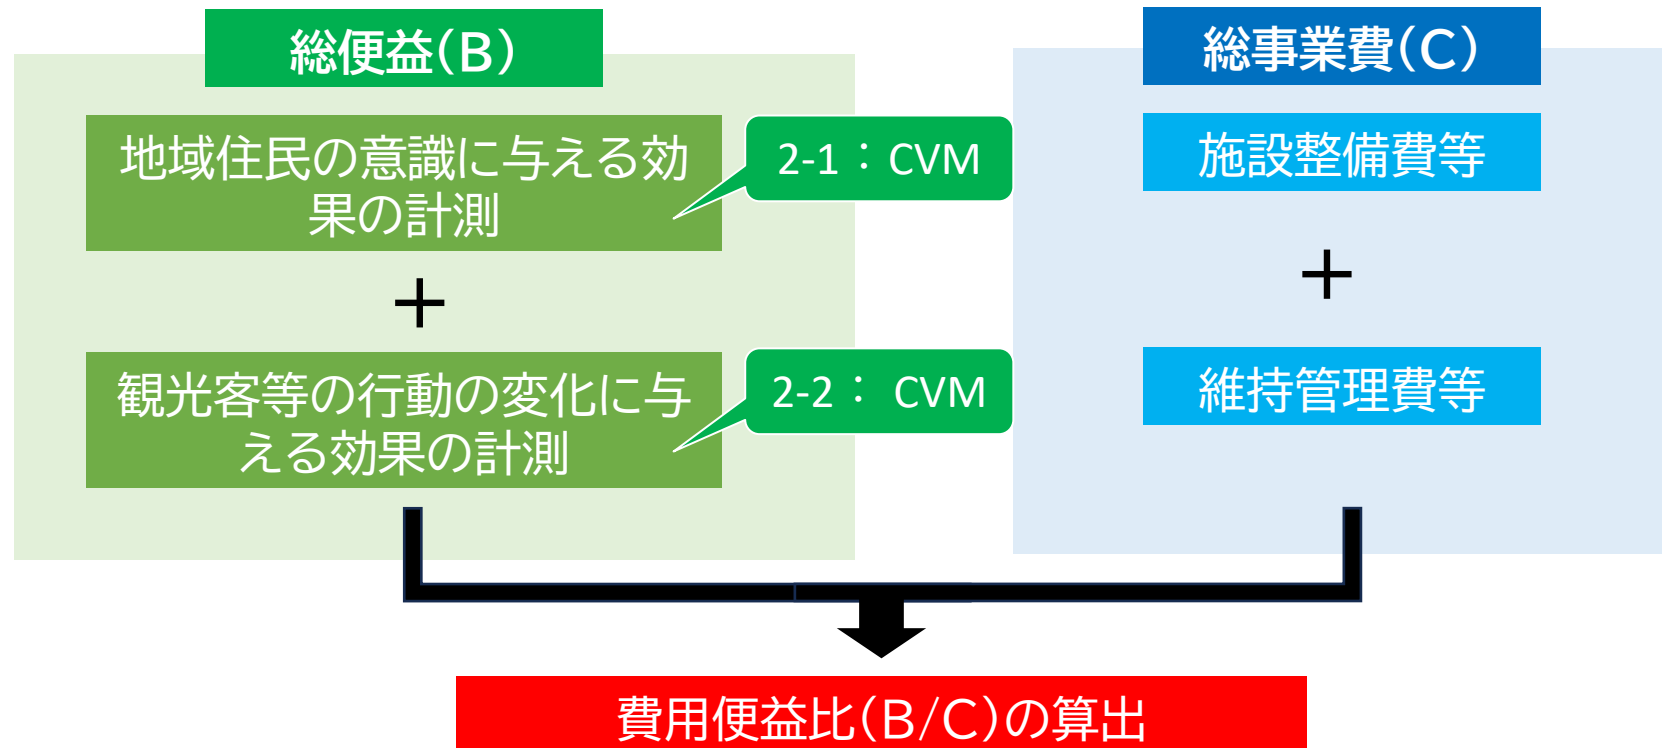 総便益(B)
地域住民の意識に与える効
果の計測
2-1：CVM
+
観光客等の行動の変化に与
える効果の計測
2-2： CVM
総事業費(C)
施設整備費等
+
維持管理費等
費用便益比(B/C)の算出